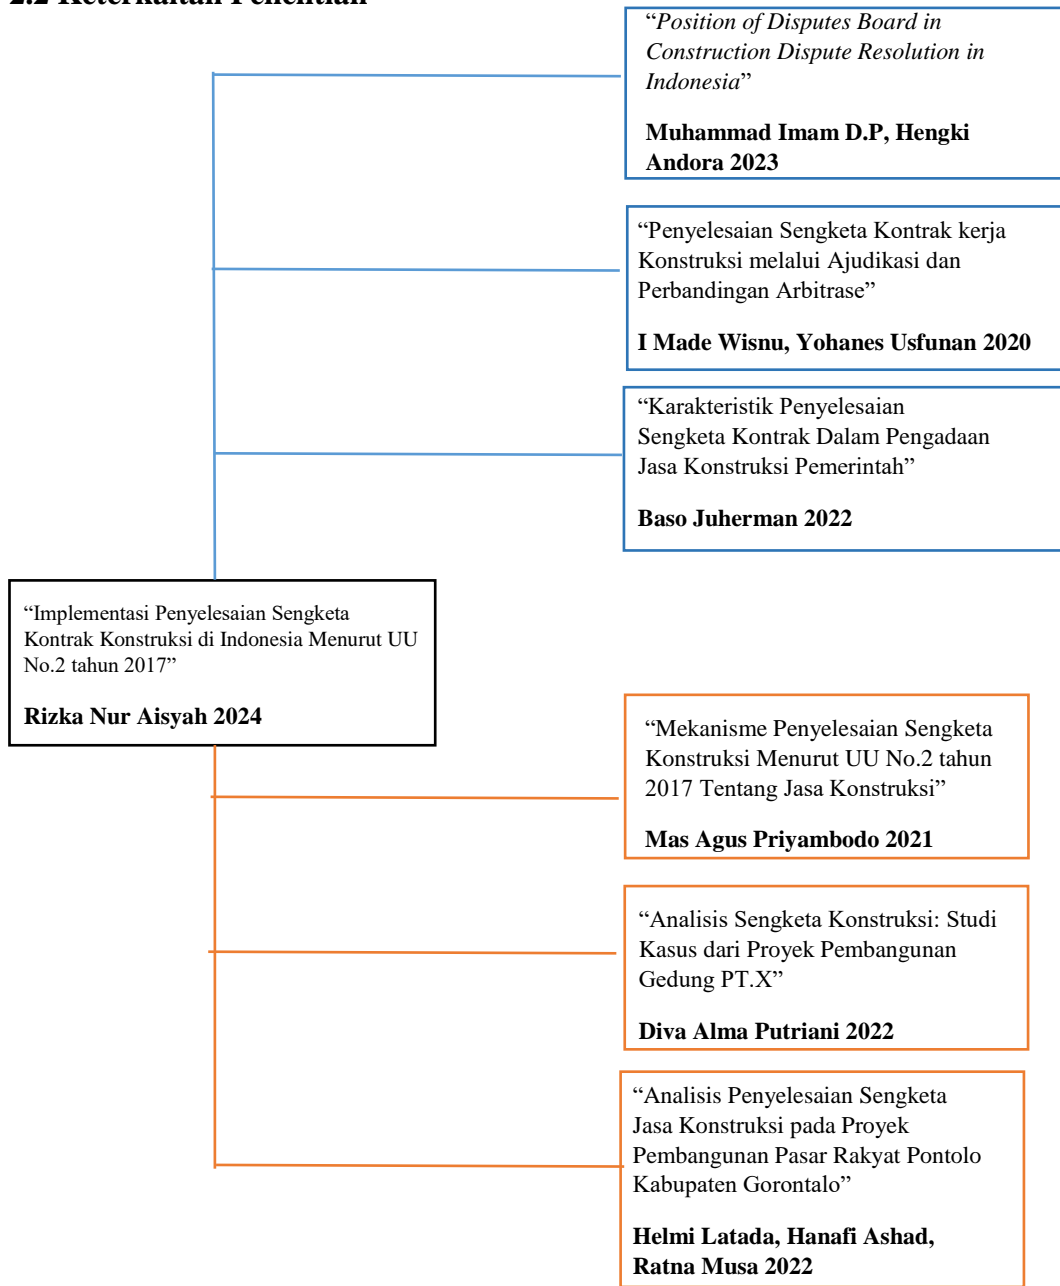 2.2 Keterkaitan Penelitian
“Position of Disputes Board in
Construction Dispute Resolution in
Indonesia”
Muhammad Imam D.P, Hengki
Andora 2023
“Penyelesaian Sengketa Kontrak kerja
Konstruksi melalui Ajudikasi dan
Perbandingan Arbitrase”
I Made Wisnu, Yohanes Usfunan 2020
“Karakteristik Penyelesaian
Sengketa Kontrak Dalam Pengadaan
Jasa Konstruksi Pemerintah”
Baso Juherman 2022
“Implementasi Penyelesaian Sengketa
Kontrak Konstruksi di Indonesia Menurut UU
No.2 tahun 2017”
Rizka Nur Aisyah 2024
“Mekanisme Penyelesaian Sengketa
Konstruksi Menurut UU No.2 tahun
2017 Tentang Jasa Konstruksi”
Mas Agus Priyambodo 2021
“Analisis Sengketa Konstruksi: Studi
Kasus dari Proyek Pembangunan
Gedung PT.X”
Diva Alma Putriani 2022
“Analisis Penyelesaian Sengketa
Jasa Konstruksi pada Proyek
Pembangunan Pasar Rakyat Pontolo
Kabupaten Gorontalo”
Helmi Latada, Hanafi Ashad,
Ratna Musa 2022